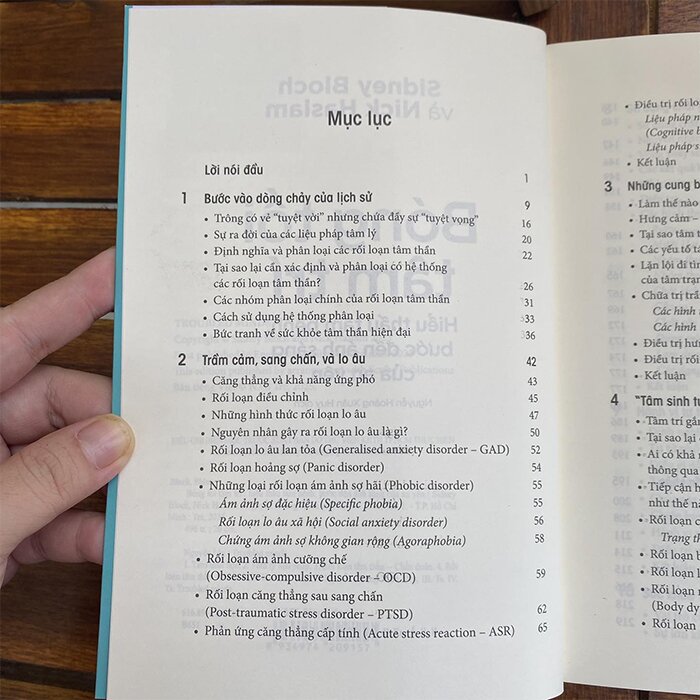 Mục lục
Lời nói đầu 1
1 Bước vào dòng chảy của lịch sử 9
• Trông có vẻ "tuyệt vời" nhưng chứa đầy sự "tuyệt vọng" 16
• Sự ra đời của các liệu pháp tâm lý 20
• Định nghĩa và phân loại các rối loạn tâm thần 22
• Tại sao lại cần xác định và phân loại có hệ thống
các rối loạn tâm thần? 26
• Các nhóm phân loại chính của rối loạn tâm thần 31
• Cách sử dụng hệ thống phân loại 33
• Bức tranh về sức khỏe tâm thần hiện đại 36
2 Trầm cảm, sang chấn, và lo âu 42
• Căng thẳng và khả năng ứng phó 43
• Rối loạn điều chỉnh 45
• Những hình thức rối loạn lo âu 47
• Nguyên nhân gây ra rối loạn lo âu là gì? 50
• Rối loạn lo âu lan tỏa (Generalised anxiety disorder – GAD) 52
• Rối loạn hoảng sợ (Panic disorder) 54
• Những loại rối loạn ám ảnh sợ hãi (Phobic disorder) 55
Ám ảnh sợ đặc hiệu (Specific phobia) 55
Rối loạn lo âu xã hội (Social anxiety disorder) 56
Chứng ám ảnh sợ không gian rộng (Agoraphobia) 58
• Rối loạn ám ảnh cưỡng chế
(Obsessive-compulsive disorder – OCD) 59
• Rối loạn căng thẳng sau sang chấn
(Post-traumatic stress disorder – PTSD) 62
• Phản ứng căng thẳng cấp tính (Acute stress reaction – ASR) 65
• Điều trị rối lo
Liệu pháp
(Cognitive b
Liệu pháp
• Kết luận
3 Những cung b
• Làm thế nào
• Hưng cảm –
• Tại sao tâm t
• Các yếu tố t
• Lặn lội đi tìm
của tâm trạn
• Chữa trị trầ
Các hình
Các hình
• Điều trị hư
• Điều trị rối
• Kết luận
4 "Tâm sinh t
• Tâm trí gắ
• Tại sao lại
• Ai có khả
thông qua
• Tiếp cận
như thế
• Rối loạn
Trạng th
• Rối loạn
• Rối loạn
• Rối loạn
(Body dy
• Rối loạn